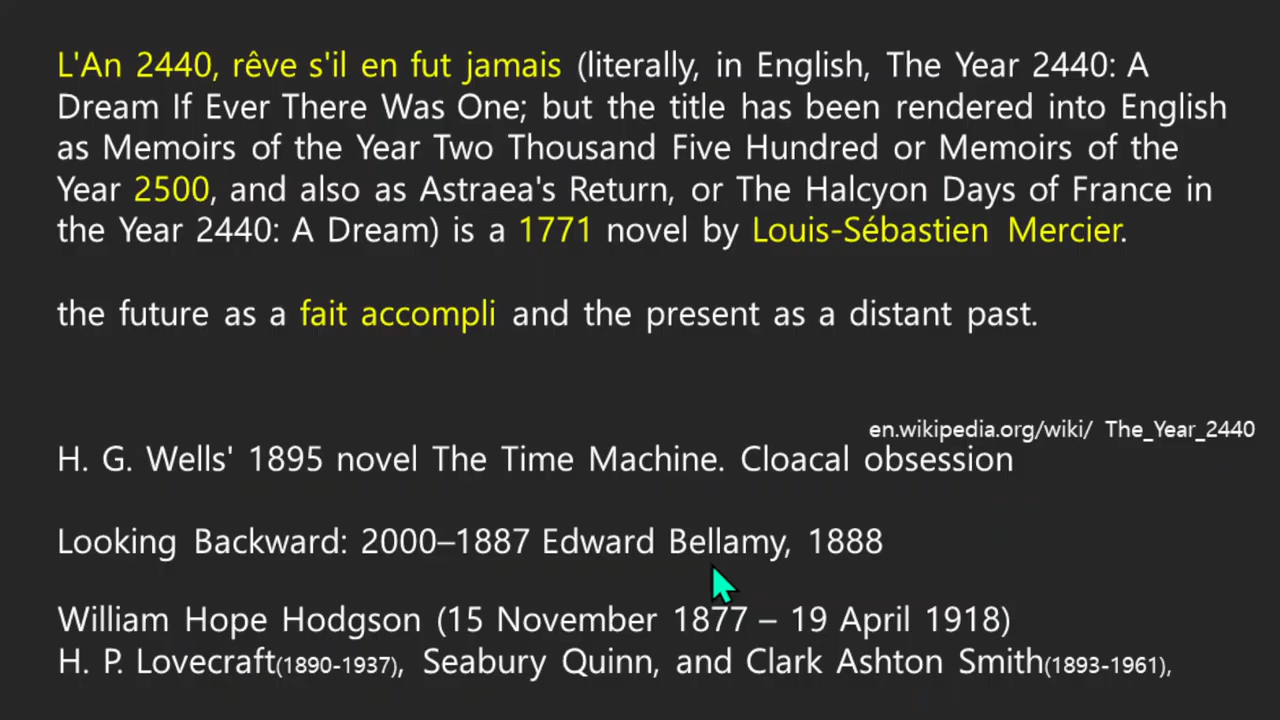 L'An 2440, rêve s'il en fut jamais (literally, in English, The Year 2440: A
Dream If Ever There Was One; but the title has been rendered into English
as Memoirs of the Year Two Thousand Five Hundred or Memoirs of the
Year 2500, and also as Astraea's Return, or The Halcyon Days of France in
the Year 2440: A Dream) is a 1771 novel by Louis-Sébastien Mercier.
the future as a fait accompli and the present as a distant past.
en.wikipedia.org/wiki/ The_Year_2440
H. G. Wells' 1895 novel The Time Machine. Cloacal obsession
Looking Backward: 2000–1887 Edward Bellamy, 1888
William Hope Hodgson (15 November 1877 – 19 April 1918)
H. P. Lovecraft(1890-1937), Seabury Quinn, and Clark Ashton Smith(1893-1961),